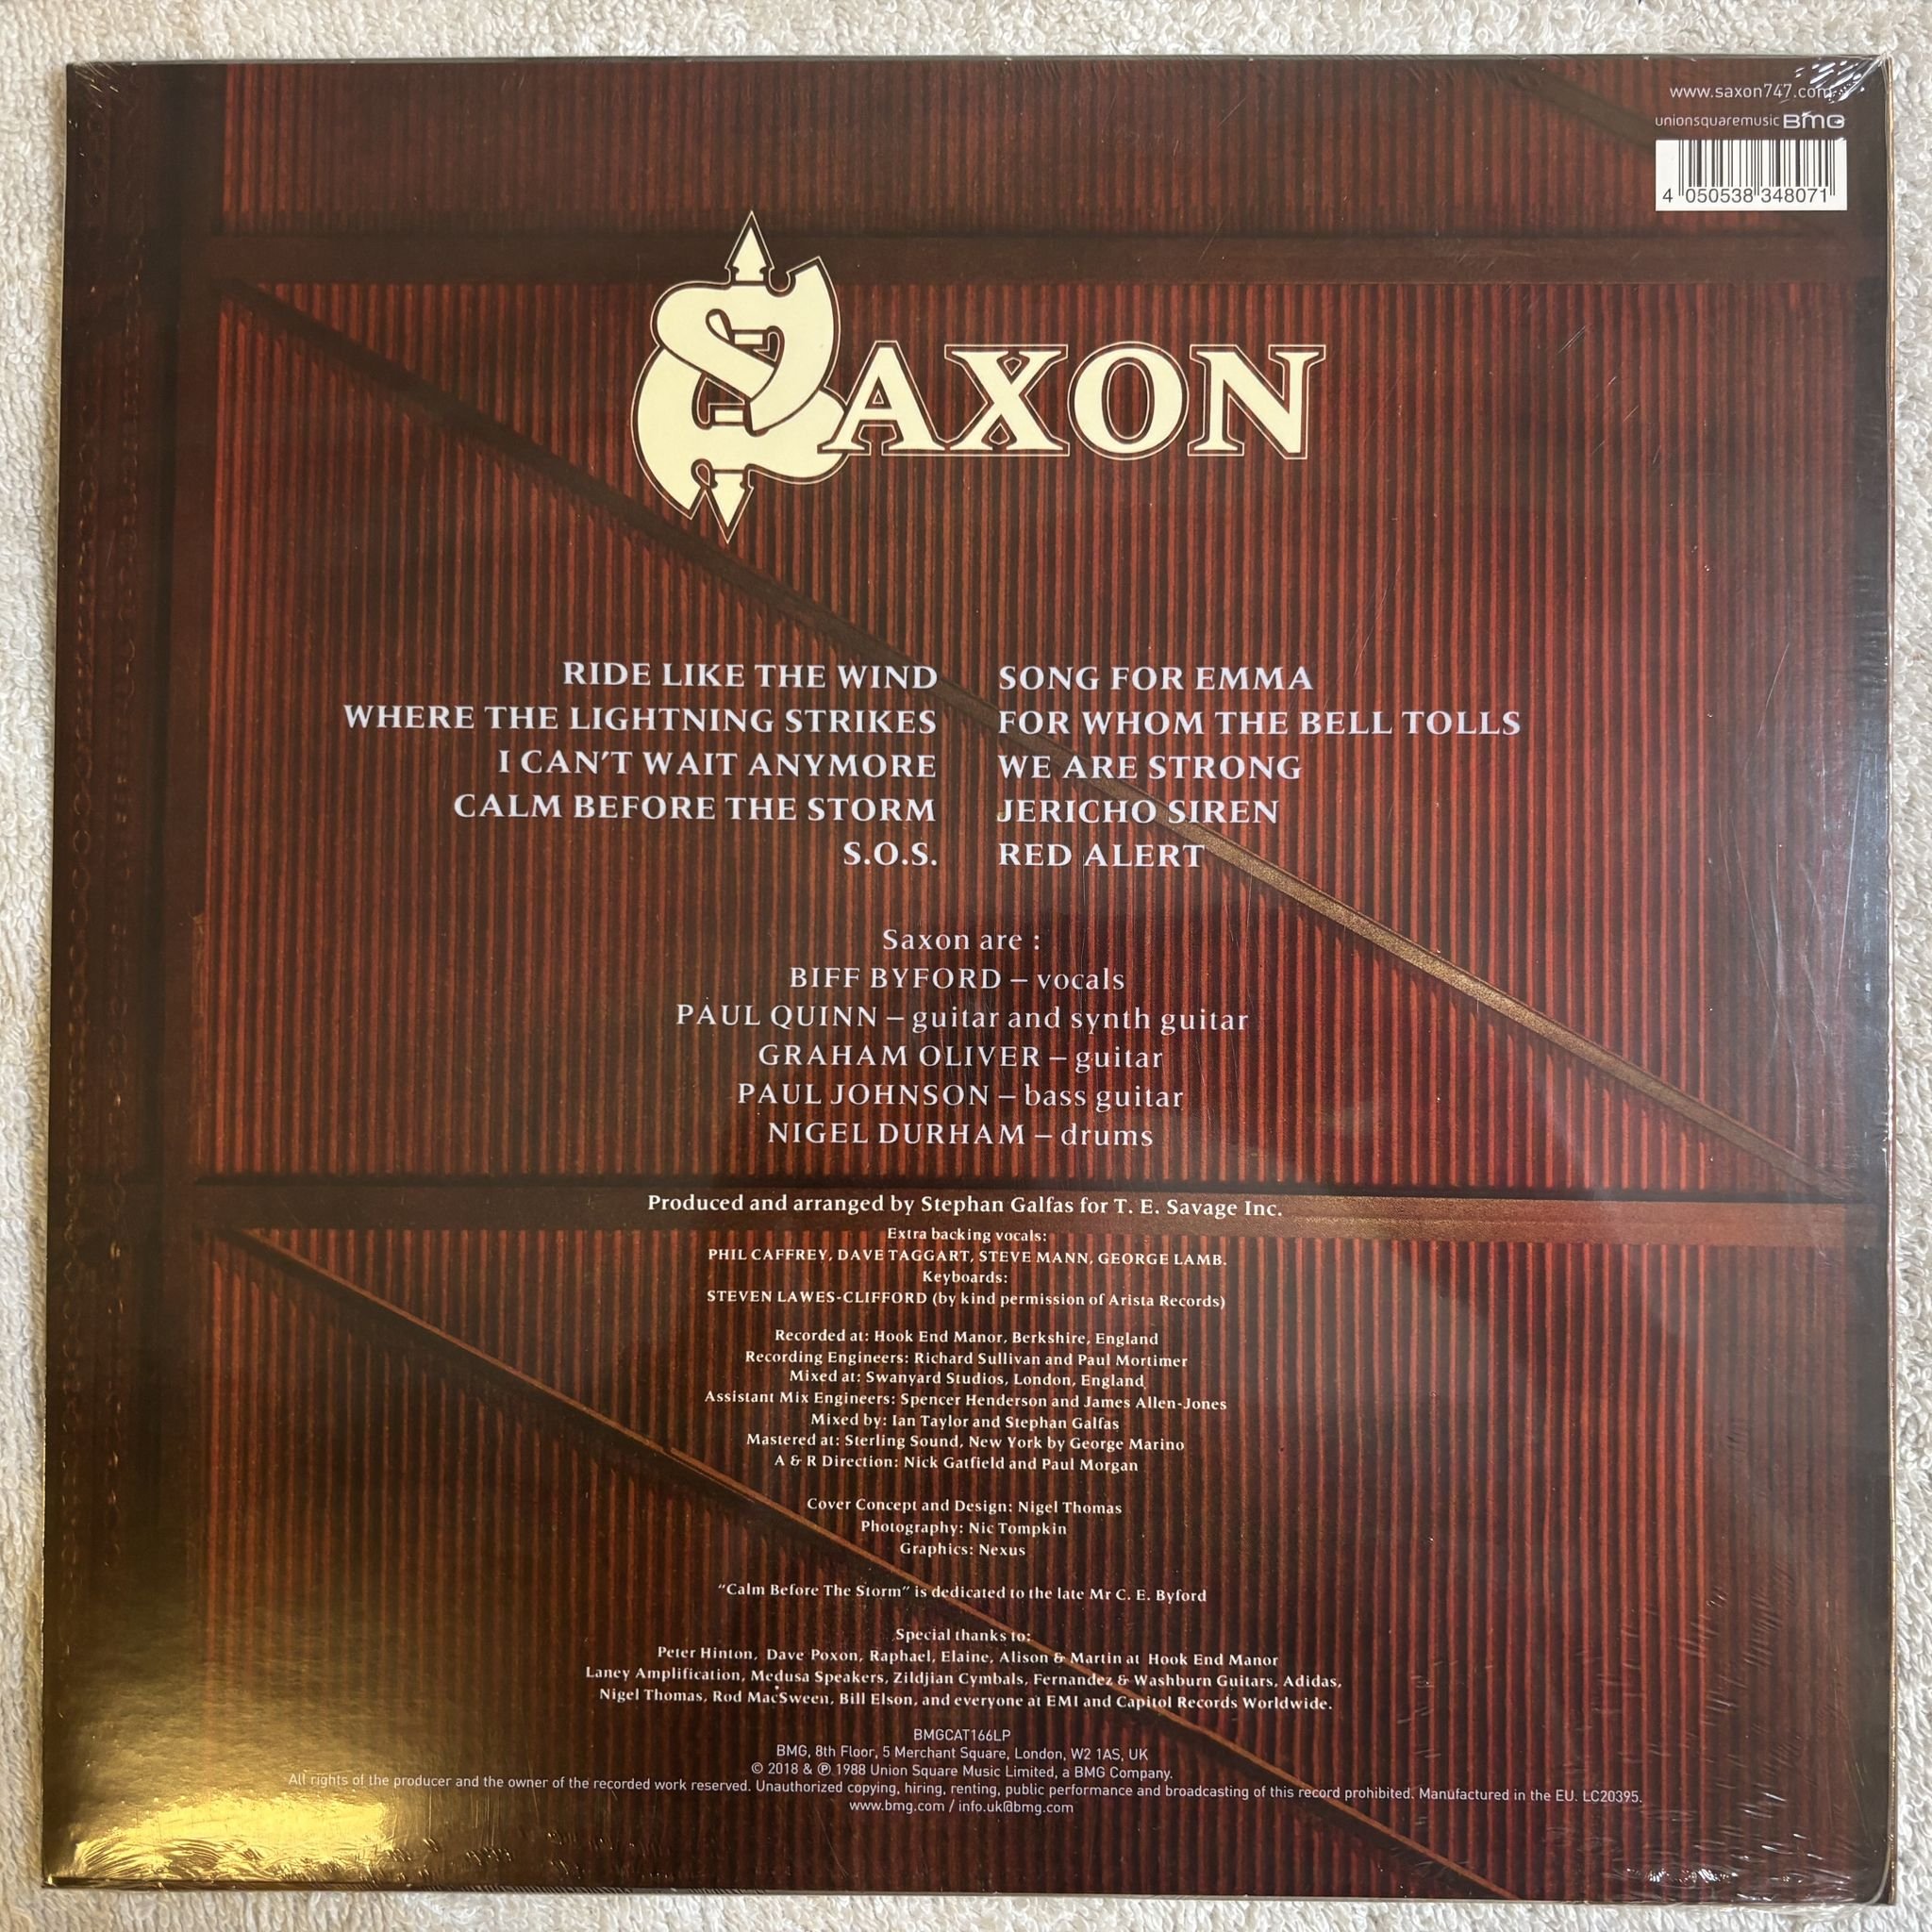 www.saxon747.com
unionsquaremusic BMG
4 050538 348071
SAXON
RIDE LIKE THE WIND
WHERE THE LIGHTNING STRIKES
I CAN'T WAIT ANYMORE
CALM BEFORE THE STORM
S.O.S.
SONG FOR EMMA
FOR WHOM THE BELL TOLLS
WE ARE STRONG
JERICHO SIREN
RED ALERT
Saxon are :
BIFF BYFORD – vocals
PAUL QUINN – guitar and synth guitar
GRAHAM OLIVER – guitar
PAUL JOHNSON – bass guitar
NIGEL DURHAM – drums
Produced and arranged by Stephan Galfas for T. E. Savage Inc.
Extra backing vocals:
PHIL CAFFREY, DAVE TAGGART, STEVE MANN, GEORGE LAMB.
Keyboards:
STEVEN LAWES-CLIFFORD (by kind permission of Arista Records)
Recorded at: Hook End Manor, Berkshire, England
Recording Engineers: Richard Sullivan and Paul Mortimer
Mixed at: Swanyard Studios, London, England
Assistant Mix Engineers: Spencer Henderson and James Allen-Jones
Mixed by: Ian Taylor and Stephan Galfas
Mastered at: Sterling Sound, New York by George Marino
A & R Direction: Nick Gatfield and Paul Morgan
Cover Concept and Design: Nigel Thomas
Photography: Nic Tompkin
Graphics: Nexus
"Calm Before The Storm" is dedicated to the late Mr C. E. Byford
Special thanks to:
Peter Hinton, Dave Poxon, Raphael, Elaine, Alison & Martin at Hook End Manor
Laney Amplification, Medusa Speakers, Zildjian Cymbals, Fernandez & Washburn Guitars, Adidas,
Nigel Thomas, Rod MacSween, Bill Elson, and everyone at EMI and Capitol Records Worldwide.
BMGCAT166LP
BMG, 8th Floor, 5 Merchant Square, London, W2 1AS, UK
© 2018 & ℗ 1988 Union Square Music Limited, a BMG Company.
All rights of the producer and the owner of the recorded work reserved. Unauthorized copying, hiring, renting, public performance and broadcasting of this record prohibited. Manufactured in the EU. LC20395.
www.bmg.com / info.uk@bmg.com